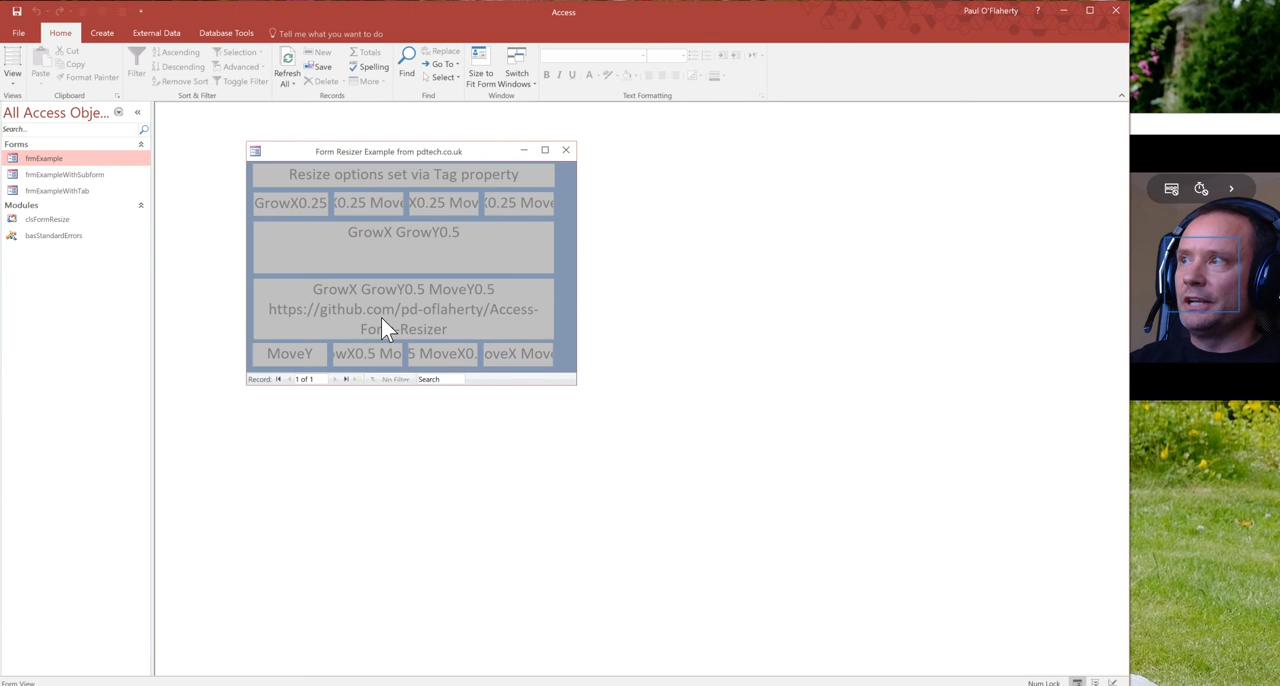 Access
Paul O'Flaherty ?
File Home Create External Data Database Tools Tell me what you want to do
View
Paste
Cut
Copy
Format Painter
Filter
Ascending
Descending
Remove Sort
Selection
Advanced
Toggle Filter
Refresh
All
New
Save
Delete
Totals
Spelling
More
Find
Replace
Go To
Select
Size to
Fit Form
Switch
Windows
B I U A
Views Clipboard Sort & Filter Records Find Window Text Formatting
All Access Obje...
Search...
Forms
frmExample
frmExampleWithSubform
frmExampleWithTab
Modules
clsFormResize
basStandardErrors
Form Resizer Example from pdtech.co.uk
Resize options set via Tag property
GrowX0.25 X0.25 Move X0.25 Mov X0.25 Move
GrowX GrowY0.5
GrowX GrowY0.5 MoveY0.5
https://github.com/pd-oflaherty/Access-
Form-Resizer
MoveY wX0.5 Mo 5 MoveX0. oveX Move
Record: 1 of 1 No Filter Search
Form View Num Lock